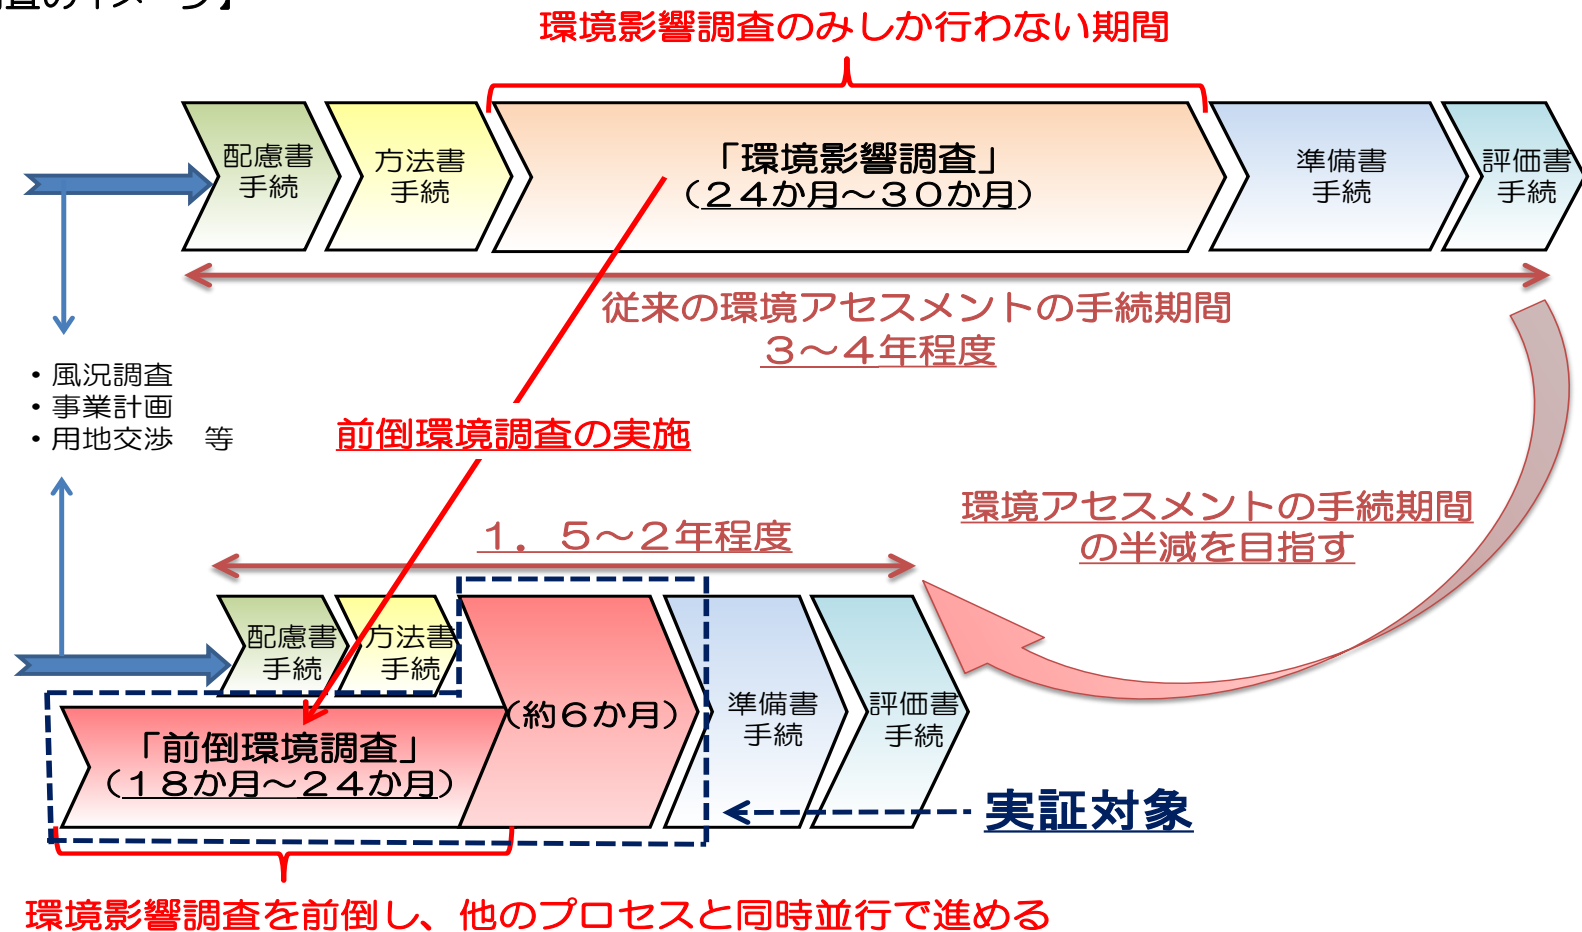 査のイメージ】
環境影響調査のみしか行わない期間
配慮書
手続
方法書
手続
「環境影響調査」
（２４か月～３０か月）
準備書
手続
評価書
手続
従来の環境アセスメントの手続期間
３～４年程度
・風況調査
・事業計画
・用地交渉　等
前倒環境調査の実施
環境アセスメントの手続期間
の半減を目指す
１．５～２年程度
配慮書
手続
方法書
手続
（約６か月）
準備書
手続
評価書
手続
「前倒環境調査」
（１８か月～２４か月）
実証対象
環境影響調査を前倒し、他のプロセスと同時並行で進める